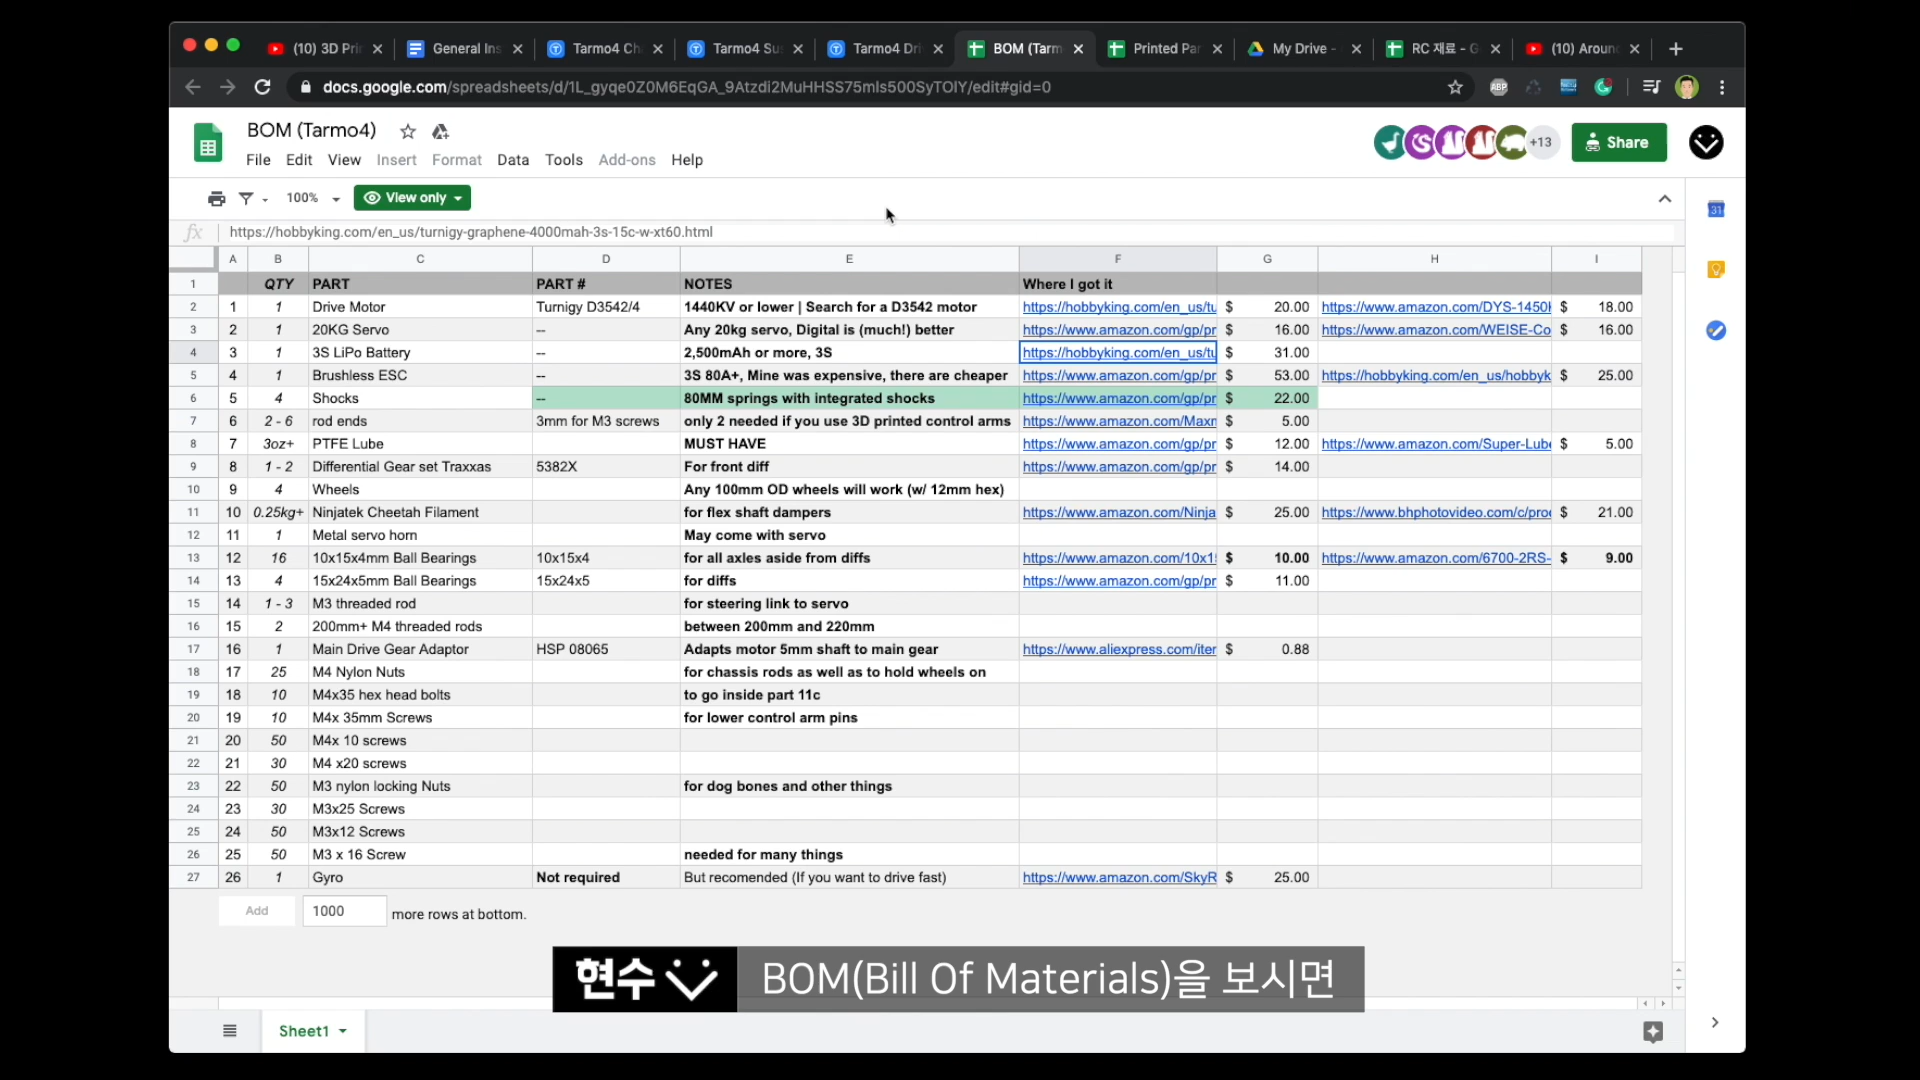 (10) 3D Pri General Ins Tarmo4 Ch Tarmo4 Su Tarmo4 Dri BOM (Tarm Printed Par My Drive - RC 재료 - G (10) Aroun
docs.google.com/spreadsheets/d/1L_gyqe0Z0M6EqGA_9Atzdi2MuHHSS75mls500SyTOlY/edit#gid=0 ABP
BOM (Tarmo4)
+13 Share
File Edit View Insert Format Data Tools Add-ons Help
100% View only
31
fx https://hobbyking.com/en_us/turnigy-graphene-4000mah-3s-15c-w-xt60.html
A B C D E F G H I
1 QTY PART PART # NOTES Where I got it
2 1 1 Drive Motor Turnigy D3542/4 1440KV or lower | Search for a D3542 motor https://hobbyking.com/en_us/tu $ 20.00 https://www.amazon.com/DYS-1450 $ 18.00
3 2 1 20KG Servo -- Any 20kg servo, Digital is (much!) better https://www.amazon.com/gp/pr $ 16.00 https://www.amazon.com/WEISE-Co $ 16.00
4 3 1 3S LiPo Battery -- 2,500mAh or more, 3S https://hobbyking.com/en_us/tu $ 31.00
5 4 1 Brushless ESC -- 3S 80A+, Mine was expensive, there are cheaper https://www.amazon.com/gp/pr $ 53.00 https://hobbyking.com/en_us/hobbyk $ 25.00
6 5 4 Shocks -- 80MM springs with integrated shocks https://www.amazon.com/gp/pr $ 22.00
7 6 2 - 6 rod ends 3mm for M3 screws only 2 needed if you use 3D printed control arms https://www.amazon.com/Maxn $ 5.00
8 7 3oz+ PTFE Lube MUST HAVE https://www.amazon.com/gp/pr $ 12.00 https://www.amazon.com/Super-Lube $ 5.00
9 8 1 - 2 Differential Gear set Traxxas 5382X For front diff https://www.amazon.com/gp/pr $ 14.00
10 9 4 Wheels Any 100mm OD wheels will work (w/ 12mm hex)
11 10 0.25kg+ Ninjatek Cheetah Filament for flex shaft dampers https://www.amazon.com/Ninja $ 25.00 https://www.bhphotovideo.com/c/proc $ 21.00
12 11 1 Metal servo horn May come with servo
13 12 16 10x15x4mm Ball Bearings 10x15x4 for all axles aside from diffs https://www.amazon.com/10x1 $ 10.00 https://www.amazon.com/6700-2RS- $ 9.00
14 13 4 15x24x5mm Ball Bearings 15x24x5 for diffs https://www.amazon.com/gp/pr $ 11.00
15 14 1 - 3 M3 threaded rod for steering link to servo
16 15 2 200mm+ M4 threaded rods between 200mm and 220mm
17 16 1 Main Drive Gear Adaptor HSP 08065 Adapts motor 5mm shaft to main gear https://www.aliexpress.com/iter $ 0.88
18 17 25 M4 Nylon Nuts for chassis rods as well as to hold wheels on
19 18 10 M4x35 hex head bolts to go inside part 11c
20 19 10 M4x 35mm Screws for lower control arm pins
21 20 50 M4x 10 screws
22 21 30 M4 x20 screws
23 22 50 M3 nylon locking Nuts for dog bones and other things
24 23 30 M3x25 Screws
25 24 50 M3x12 Screws
26 25 50 M3 x 16 Screw needed for many things
27 26 1 Gyro Not required But recomended (If you want to drive fast) https://www.amazon.com/SkyR $ 25.00
Add 1000 more rows at bottom.
현수 BOM(Bill Of Materials)을 보시면
Sheet1